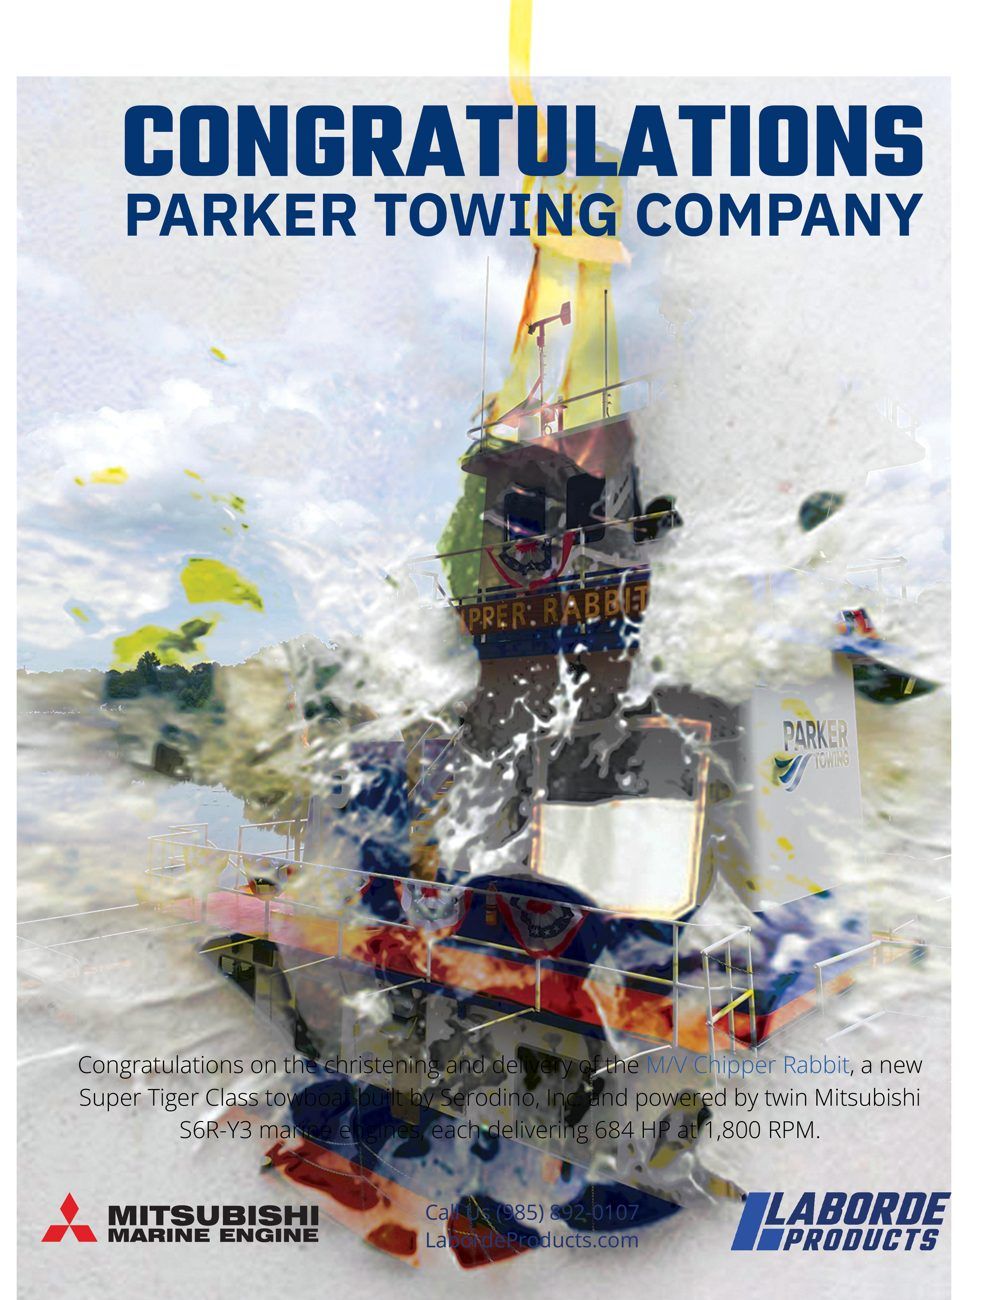 CONGRATULATIONS
PARKER TOWING COMPANY
IPPER RABBIT
PARKER
TOWING
Congratulations on the christening and delivery of the M/V Chipper Rabbit, a new
Super Tiger Class towboat built by Serodino, Inc. and powered by twin Mitsubishi
S6R-Y3 marine engines, each delivering 684 HP at 1,800 RPM.
MITSUBISHI
MARINE ENGINE
Call Us (985) 892-0107
LabordeProducts.com
LABORDE
PRODUCTS